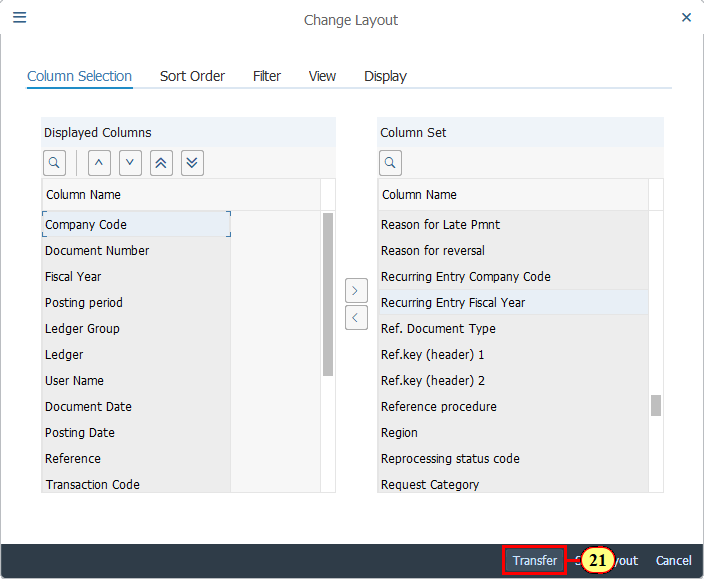 Change Layout
Column Selection Sort Order Filter View Display
Displayed Columns
Column Name
Company Code
Document Number
Fiscal Year
Posting period
Ledger Group
Ledger
User Name
Document Date
Posting Date
Reference
Transaction Code
Column Set
Column Name
Reason for Late Pmnt
Reason for reversal
Recurring Entry Company Code
Recurring Entry Fiscal Year
Ref. Document Type
Ref.key (header) 1
Ref.key (header) 2
Reference procedure
Region
Reprocessing status code
Request Category
Transfer 21 Cancel